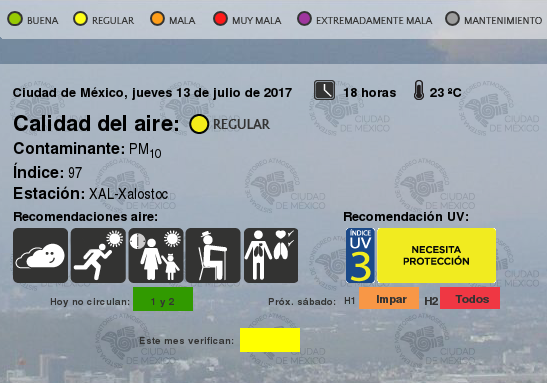 BUENA REGULAR MALA MUY MALA EXTREMADAMENTE MALA MANTENIMIENTO
Ciudad de México, jueves 13 de julio de 2017 18 horas 23 ºC
Calidad del aire: REGULAR
Contaminante: PM10
Índice: 97
Estación: XAL-Xalostoc
Recomendaciones aire: Recomendación UV:
ÍNDICE
UV
3
NECESITA
PROTECCIÓN
Hoy no circulan: 1 y 2 Próx. sábado: H1 Impar H2 Todos
Este mes verifican:
CIUDAD
DE MÉXICO